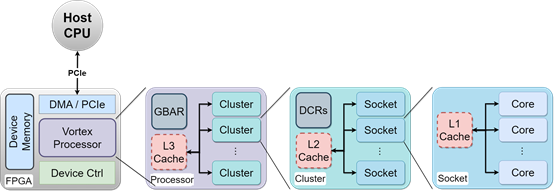 Host
CPU
PCIe
Device
Memory
FPGA
DMA / PCIe
Vortex
Processor
Device Ctrl
GBAR
L3
Cache
Processor
Cluster
Cluster
Cluster
DCRs
L2
Cache
Cluster
Socket
Socket
Socket
L1
Cache
Socket
Core
Core
Core